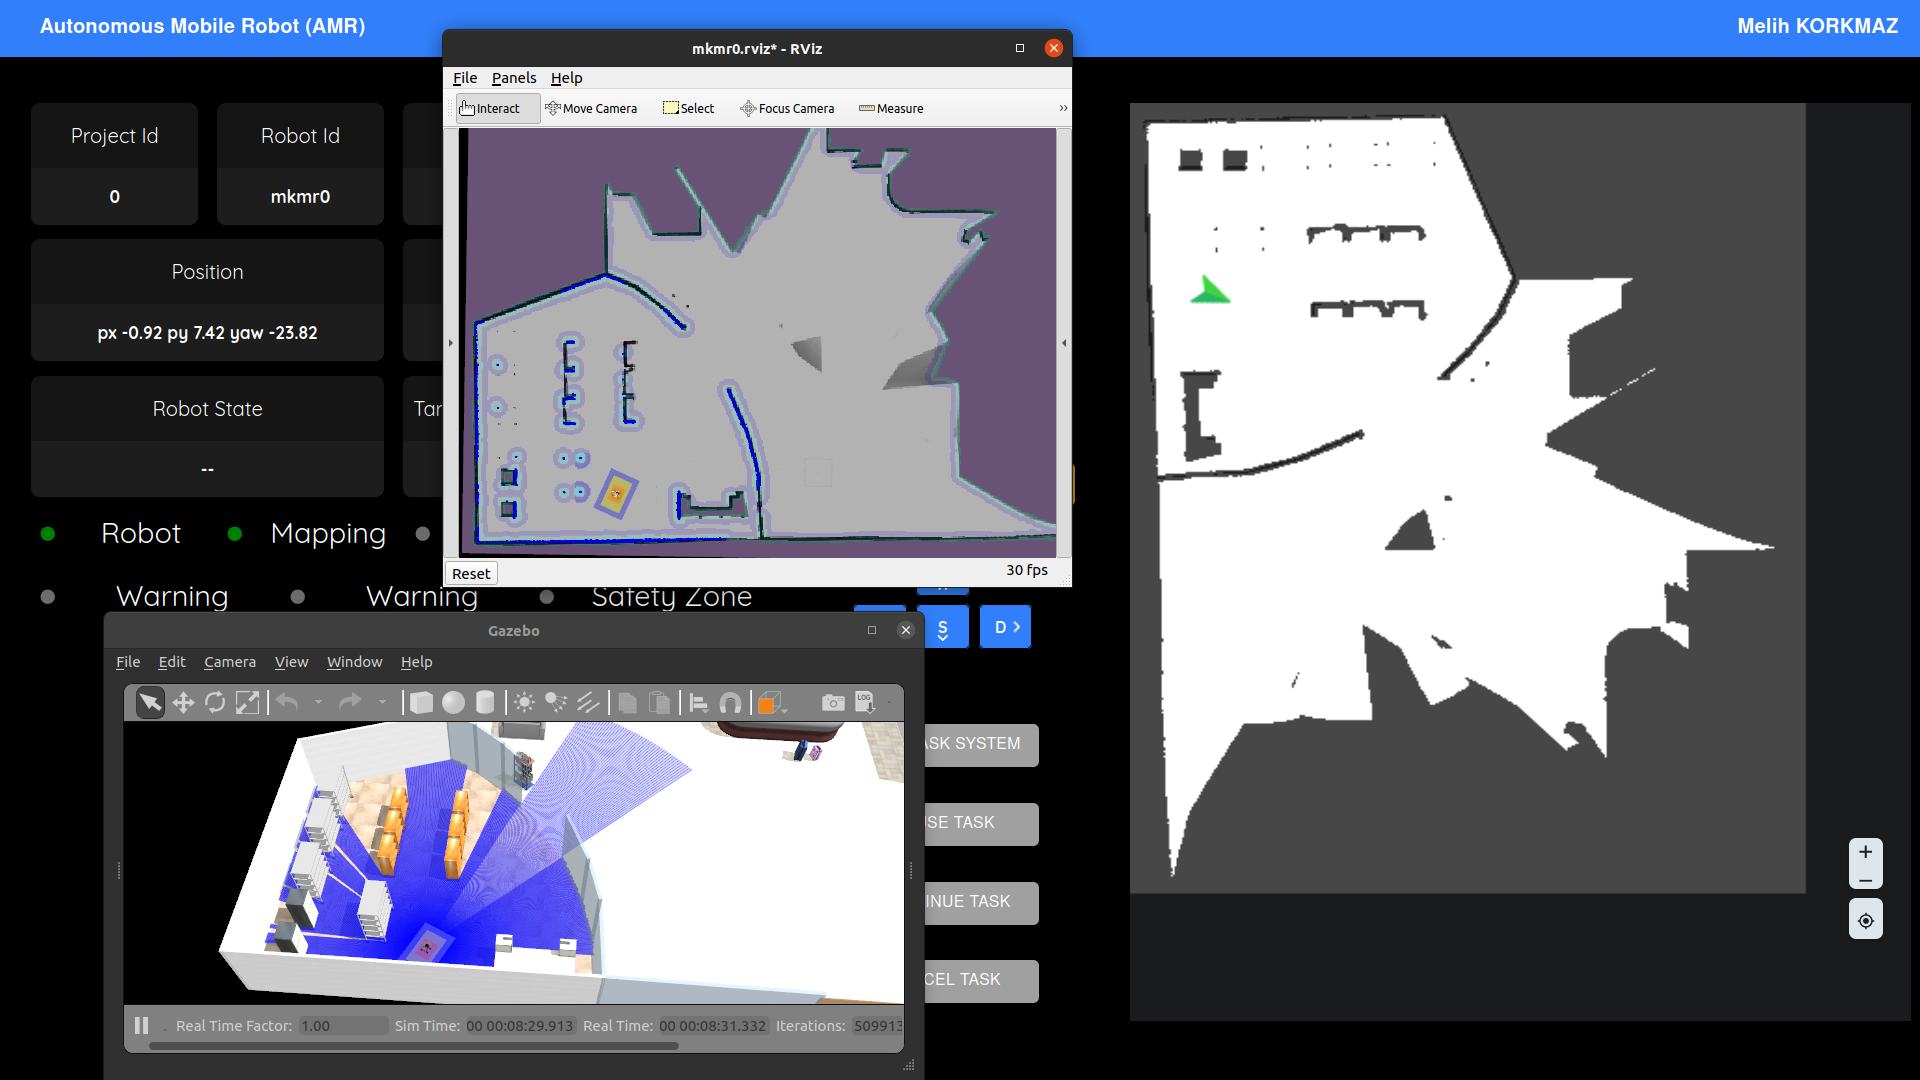 Autonomous Mobile Robot (AMR)
Melih KORKMAZ
mkmr0.rviz* - RViz
File Panels Help
Interact Move Camera Select Focus Camera Measure »
Project Id
0
Robot Id
mkmr0
Position
px -0.92 py 7.42 yaw -23.82
Robot State
--
Tar
Robot Mapping
Warning Warning Safety Zone
Reset
30 fps
S
D
Gazebo
File Edit Camera View Window Help
LOG
ASK SYSTEM
SE TASK
INUE TASK
CEL TASK
Real Time Factor: 1.00 Sim Time: 00 00:08:29.913 Real Time: 00 00:08:31.332 Iterations: 509913
+
−